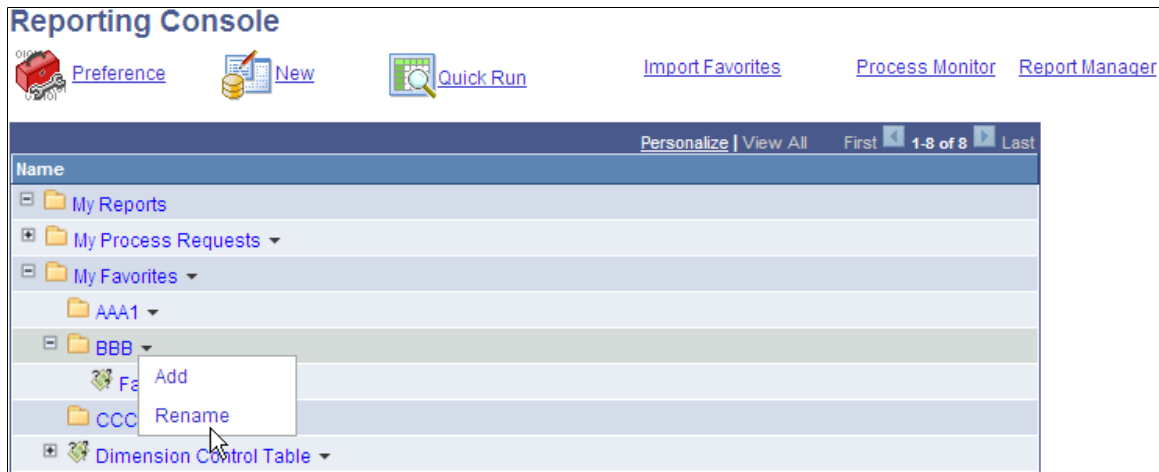 Reporting Console
Preference New Quick Run Import Favorites Process Monitor Report Manager
Personalize | View All First 1-8 of 8 Last
Name
My Reports
My Process Requests
My Favorites
AAA1
BBB
Add
Fa
Rename
CCC
Dimension Control Table